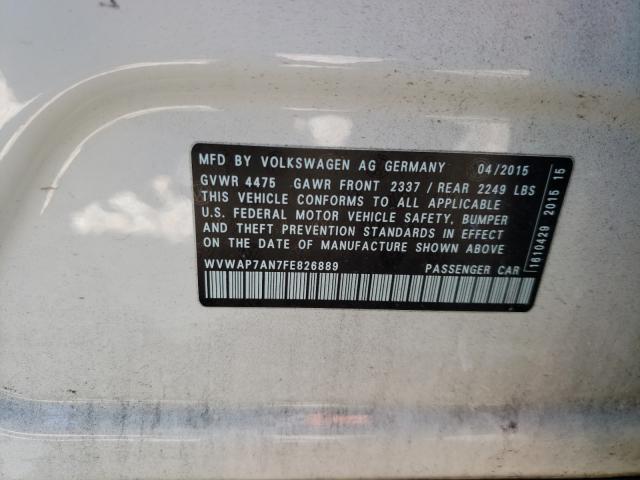 MFD BY VOLKSWAGEN AG GERMANY 04/2015
GVWR 4475 GAWR FRONT 2337 / REAR 2249 LBS
THIS VEHICLE CONFORMS TO ALL APPLICABLE
U.S. FEDERAL MOTOR VEHICLE SAFETY, BUMPER
AND THEFT PREVENTION STANDARDS IN EFFECT
ON THE DATE OF MANUFACTURE SHOWN ABOVE
WVWAP7AN7FE826889 PASSENGER CAR
1610429 2015 15